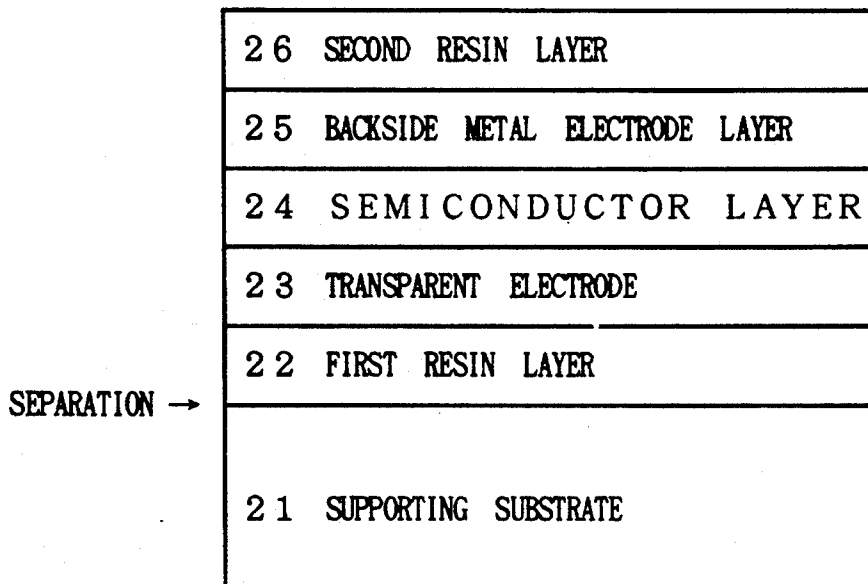 26 SECOND RESIN LAYER
25 BACKSIDE METAL ELECTRODE LAYER
24 SEMICONDUCTOR LAYER
23 TRANSPARENT ELECTRODE
22 FIRST RESIN LAYER
SEPARATION →
21 SUPPORTING SUBSTRATE